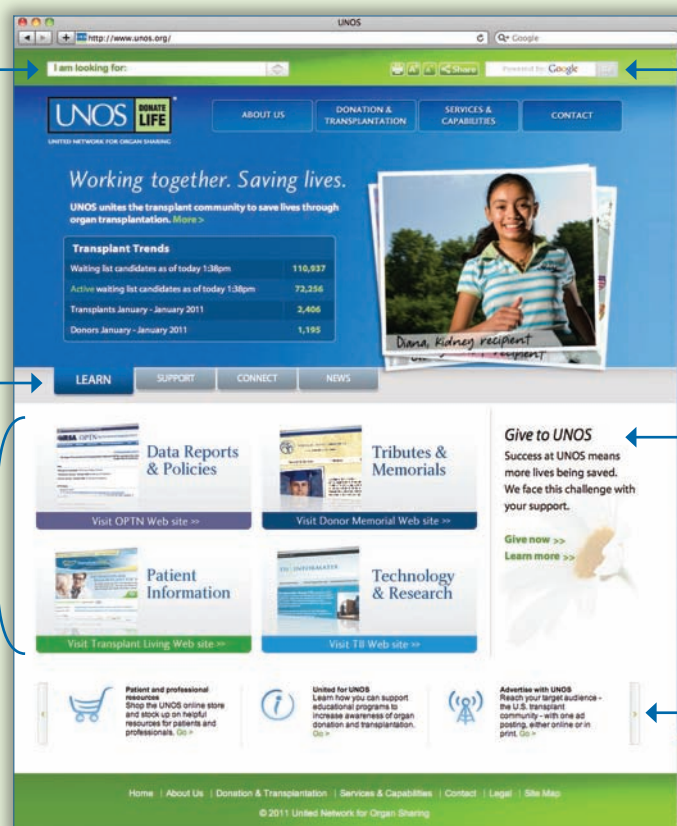 UNOS
http://www.unos.org/
Google
I am looking for:
Share
Powered by Google
UNOS DONATE LIFE
UNITED NETWORK FOR ORGAN SHARING
ABOUT US
DONATION & TRANSPLANTATION
SERVICES & CAPABILITIES
CONTACT
Working together. Saving lives.
UNOS unites the transplant community to save lives through
organ transplantation. More >
Transplant Trends
Waiting list candidates as of today 1:38pm 110,937
Active waiting list candidates as of today 1:38pm 72,256
Transplants January - January 2011 2,406
Donors January - January 2011 1,195
Diana, kidney recipient
recipient
LEARN
SUPPORT
CONNECT
NEWS
OPTN
Data Reports
& Policies
Visit OPTN Web site >>
Tributes &
Memorials
Visit Donor Memorial Web site >>
Patient
Information
Visit Transplant Living Web site >>
Technology
& Research
Visit TII Web site >>
Give to UNOS
Success at UNOS means
more lives being saved.
We face this challenge with
your support.
Give now >>
Learn more >>
Patient and professional
resources
Shop the UNOS online store
and stock up on helpful
resources for patients and
professionals. Go >
United for UNOS
Learn how you can support
educational programs to
increase awareness of organ
donation and transplantation.
Go >
Advertise with UNOS
Reach your target audience -
the U.S. transplant
community - with one ad
posting, either online or in
print. Go >
Home | About Us | Donation & Transplantation | Services & Capabilities | Contact | Legal | Site Map
© 2011 United Network for Organ Sharing